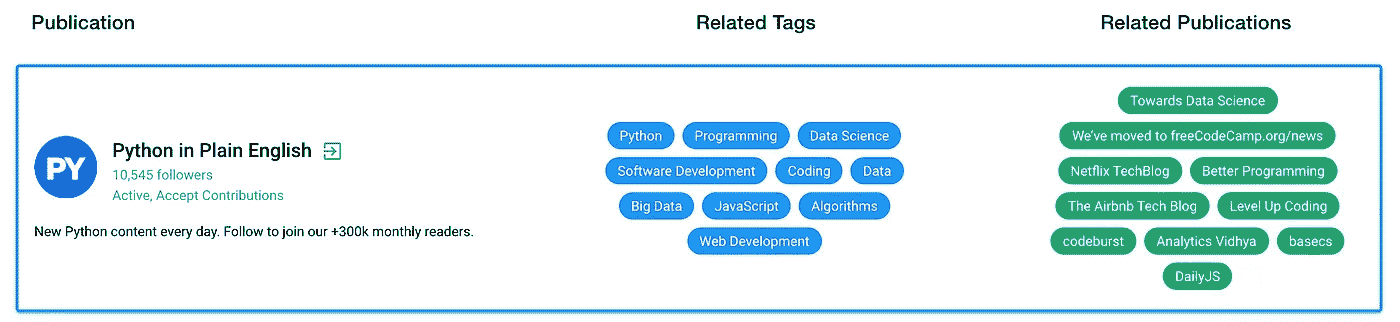 Publication
Related Tags
Related Publications
PY
Python in Plain English
10,545 followers
Active, Accept Contributions
New Python content every day. Follow to join our +300k monthly readers.
Python Programming Data Science
Software Development Coding Data
Big Data JavaScript Algorithms
Web Development
Towards Data Science
We've moved to freeCodeCamp.org/news
Netflix TechBlog Better Programming
The Airbnb Tech Blog Level Up Coding
codeburst Analytics Vidhya basecs
DailyJS